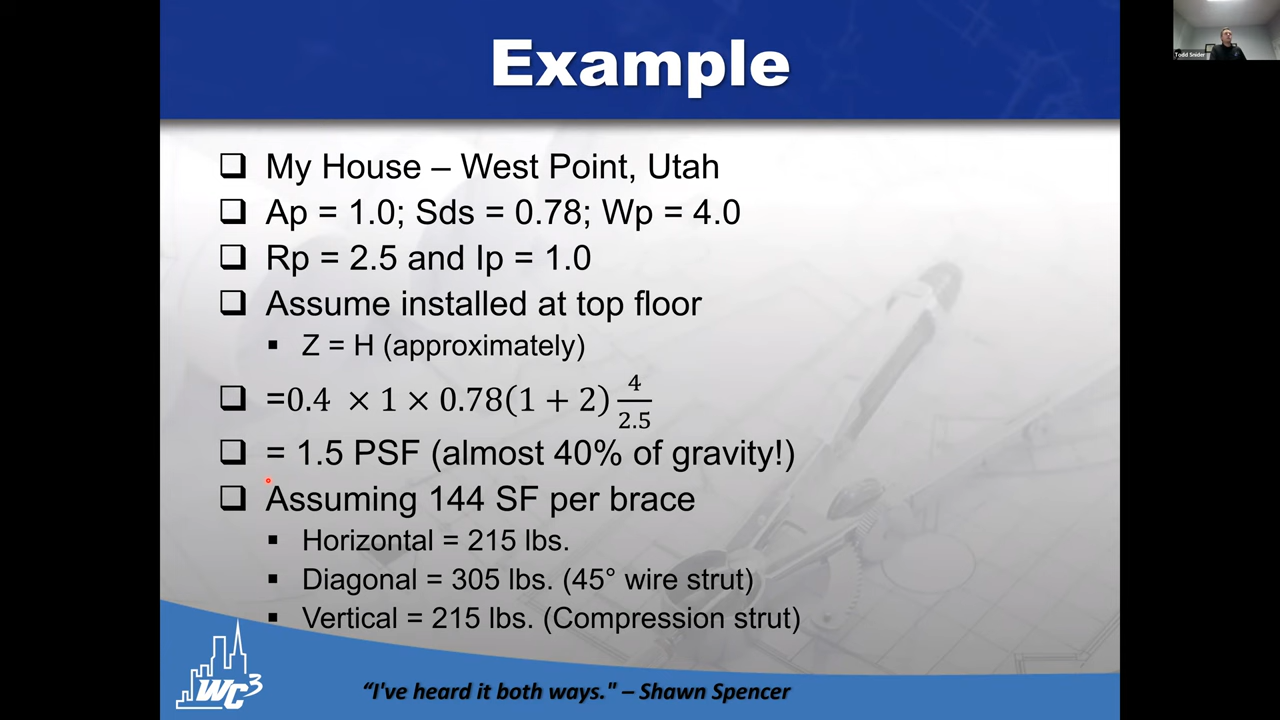 Example
Todd Snider
❑ My House – West Point, Utah
❑ Ap = 1.0; Sds = 0.78; Wp = 4.0
❑ Rp = 2.5 and Ip = 1.0
❑ Assume installed at top floor
▪ Z = H (approximately)
❑ =0.4 × 1 × 0.78(1 + 2) 4/2.5
❑ = 1.5 PSF (almost 40% of gravity!)
❑ Assuming 144 SF per brace
▪ Horizontal = 215 lbs.
▪ Diagonal = 305 lbs. (45° wire strut)
▪ Vertical = 215 lbs. (Compression strut)
WC³
“I've heard it both ways." – Shawn Spencer